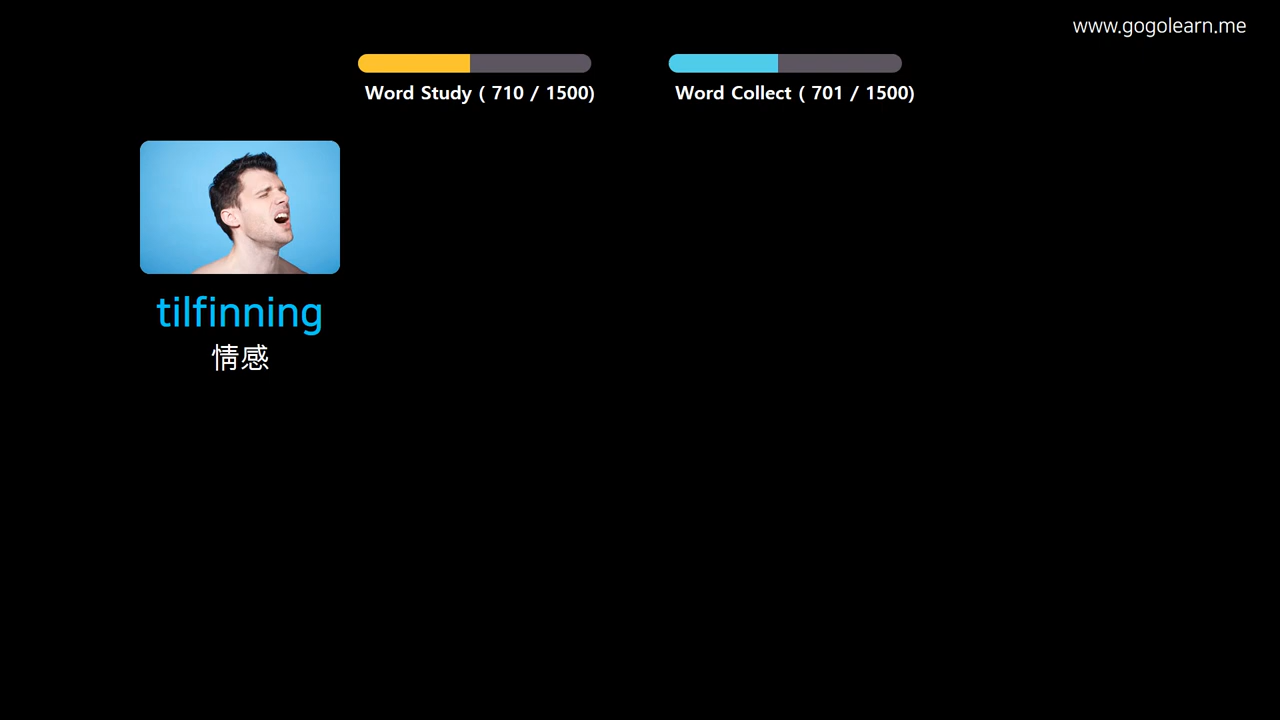 www.gogolearn.me
Word Study ( 710 / 1500)
Word Collect ( 701 / 1500)
tilfinning
情感